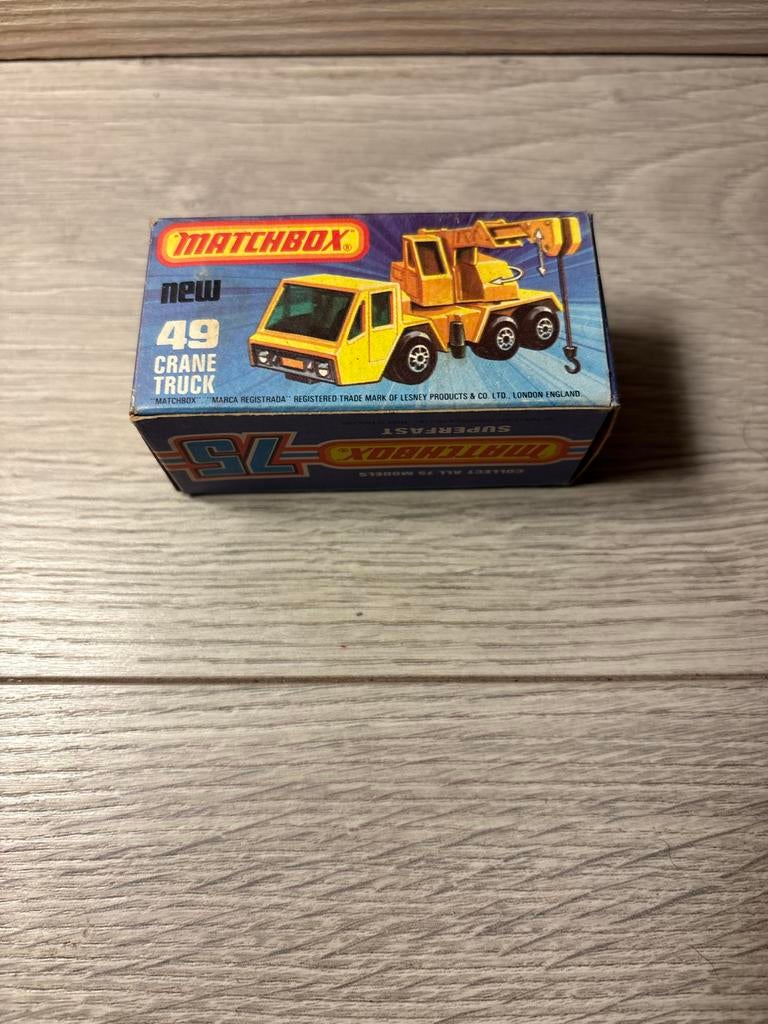 "MATCHBOX"®
new
49
CRANE
TRUCK
"MATCHBOX". "MARCA REGISTRADA" REGISTERED TRADE MARK OF LESNEY PRODUCTS & CO. LTD., LONDON ENGLAND.
COLLECT ALL 75 MODELS
MATCHBOX®
75
SUPERFAST